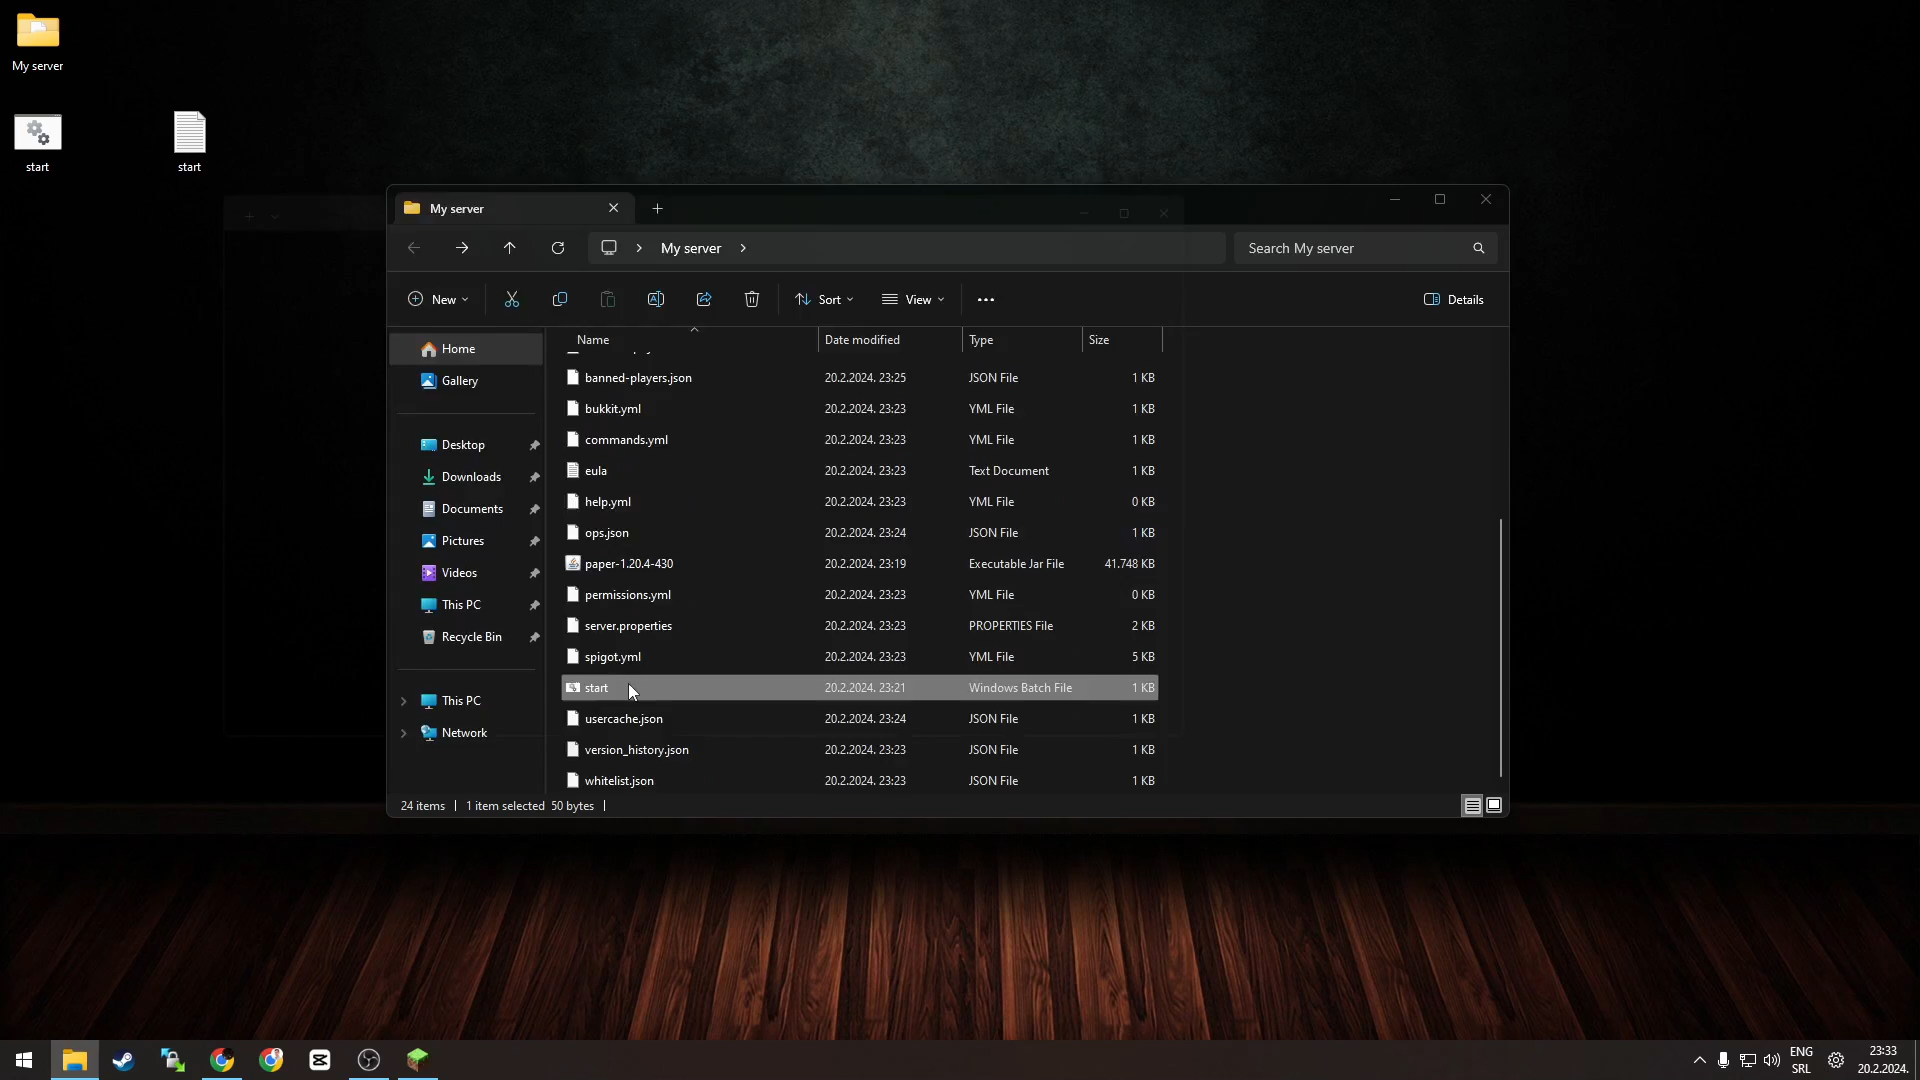 My server
start
start
My server
My server
Search My server
New
Sort
View
Details
Name
Date modified
Type
Size
Home
Gallery
Desktop
Downloads
Documents
Pictures
Videos
This PC
Recycle Bin
This PC
Network
banned-players.json 20.2.2024. 23:25 JSON File 1 KB
bukkit.yml 20.2.2024. 23:23 YML File 1 KB
commands.yml 20.2.2024. 23:23 YML File 1 KB
eula 20.2.2024. 23:23 Text Document 1 KB
help.yml 20.2.2024. 23:23 YML File 0 KB
ops.json 20.2.2024. 23:24 JSON File 1 KB
paper-1.20.4-430 20.2.2024. 23:19 Executable Jar File 41.748 KB
permissions.yml 20.2.2024. 23:23 YML File 0 KB
server.properties 20.2.2024. 23:23 PROPERTIES File 2 KB
spigot.yml 20.2.2024. 23:23 YML File 5 KB
start 20.2.2024. 23:21 Windows Batch File 1 KB
usercache.json 20.2.2024. 23:24 JSON File 1 KB
version_history.json 20.2.2024. 23:23 JSON File 1 KB
whitelist.json 20.2.2024. 23:23 JSON File 1 KB
24 items 1 item selected 50 bytes
ENG
SRL
23:33
20.2.2024.